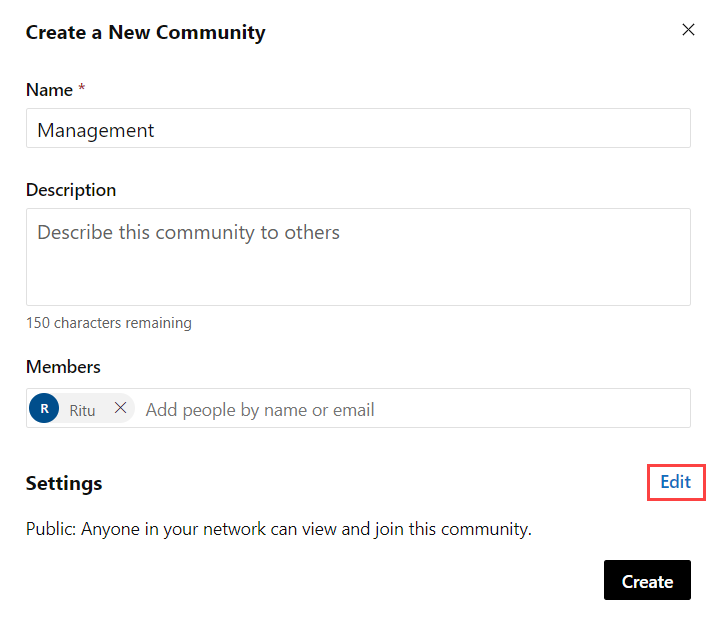 Create a New Community
Name *
Management
Description
Describe this community to others
150 characters remaining
Members
R Ritu Add people by name or email
Settings Edit
Public: Anyone in your network can view and join this community.
Create